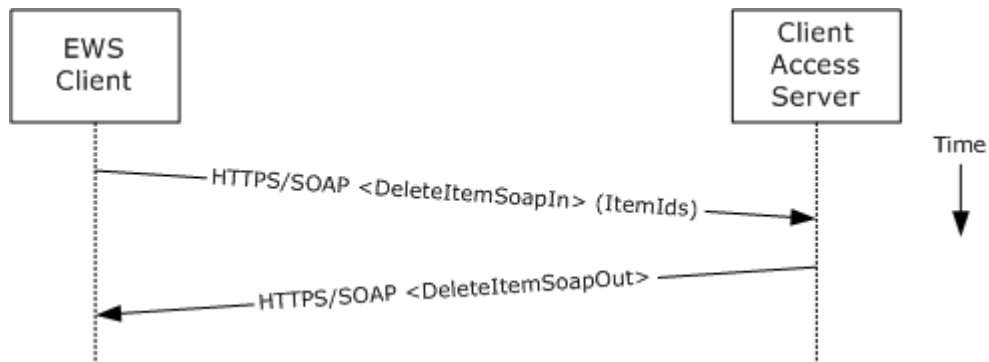 EWS
Client
Client
Access
Server
Time
HTTPS/SOAP <DeleteItemSoapIn> (ItemIds)
HTTPS/SOAP <DeleteItemSoapOut>